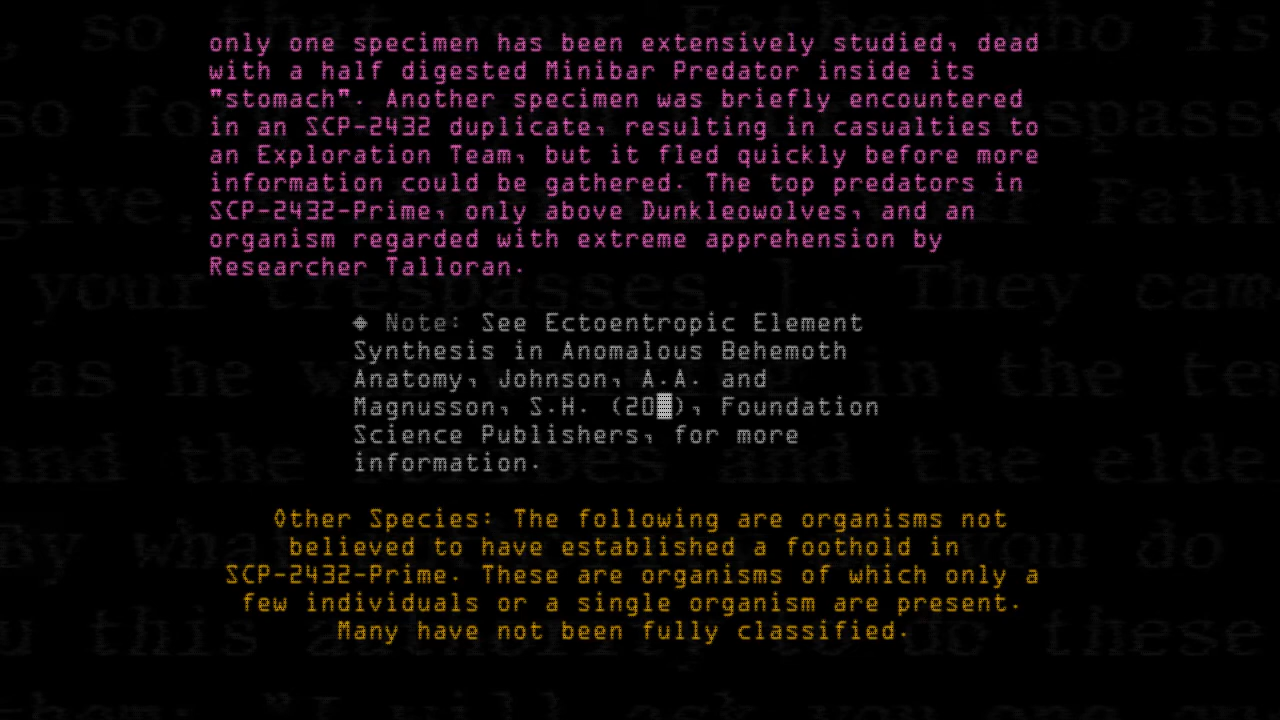 only one specimen has been extensively studied, dead
with a half digested Minibar Predator inside its
"stomach". Another specimen was briefly encountered
in an SCP-2432 duplicate, resulting in casualties to
an Exploration Team, but it fled quickly before more
information could be gathered. The top predators in
SCP-2432-Prime, only above Dunkleowolves, and an
organism regarded with extreme apprehension by
Researcher Talloran.
◆ Note: See Ectoentropic Element
Synthesis in Anomalous Behemoth
Anatomy, Johnson, A.A. and
Magnusson, S.H. (20█), Foundation
Science Publishers, for more
information.
Other Species: The following are organisms not
believed to have established a foothold in
SCP-2432-Prime. These are organisms of which only a
few individuals or a single organism are present.
Many have not been fully classified.